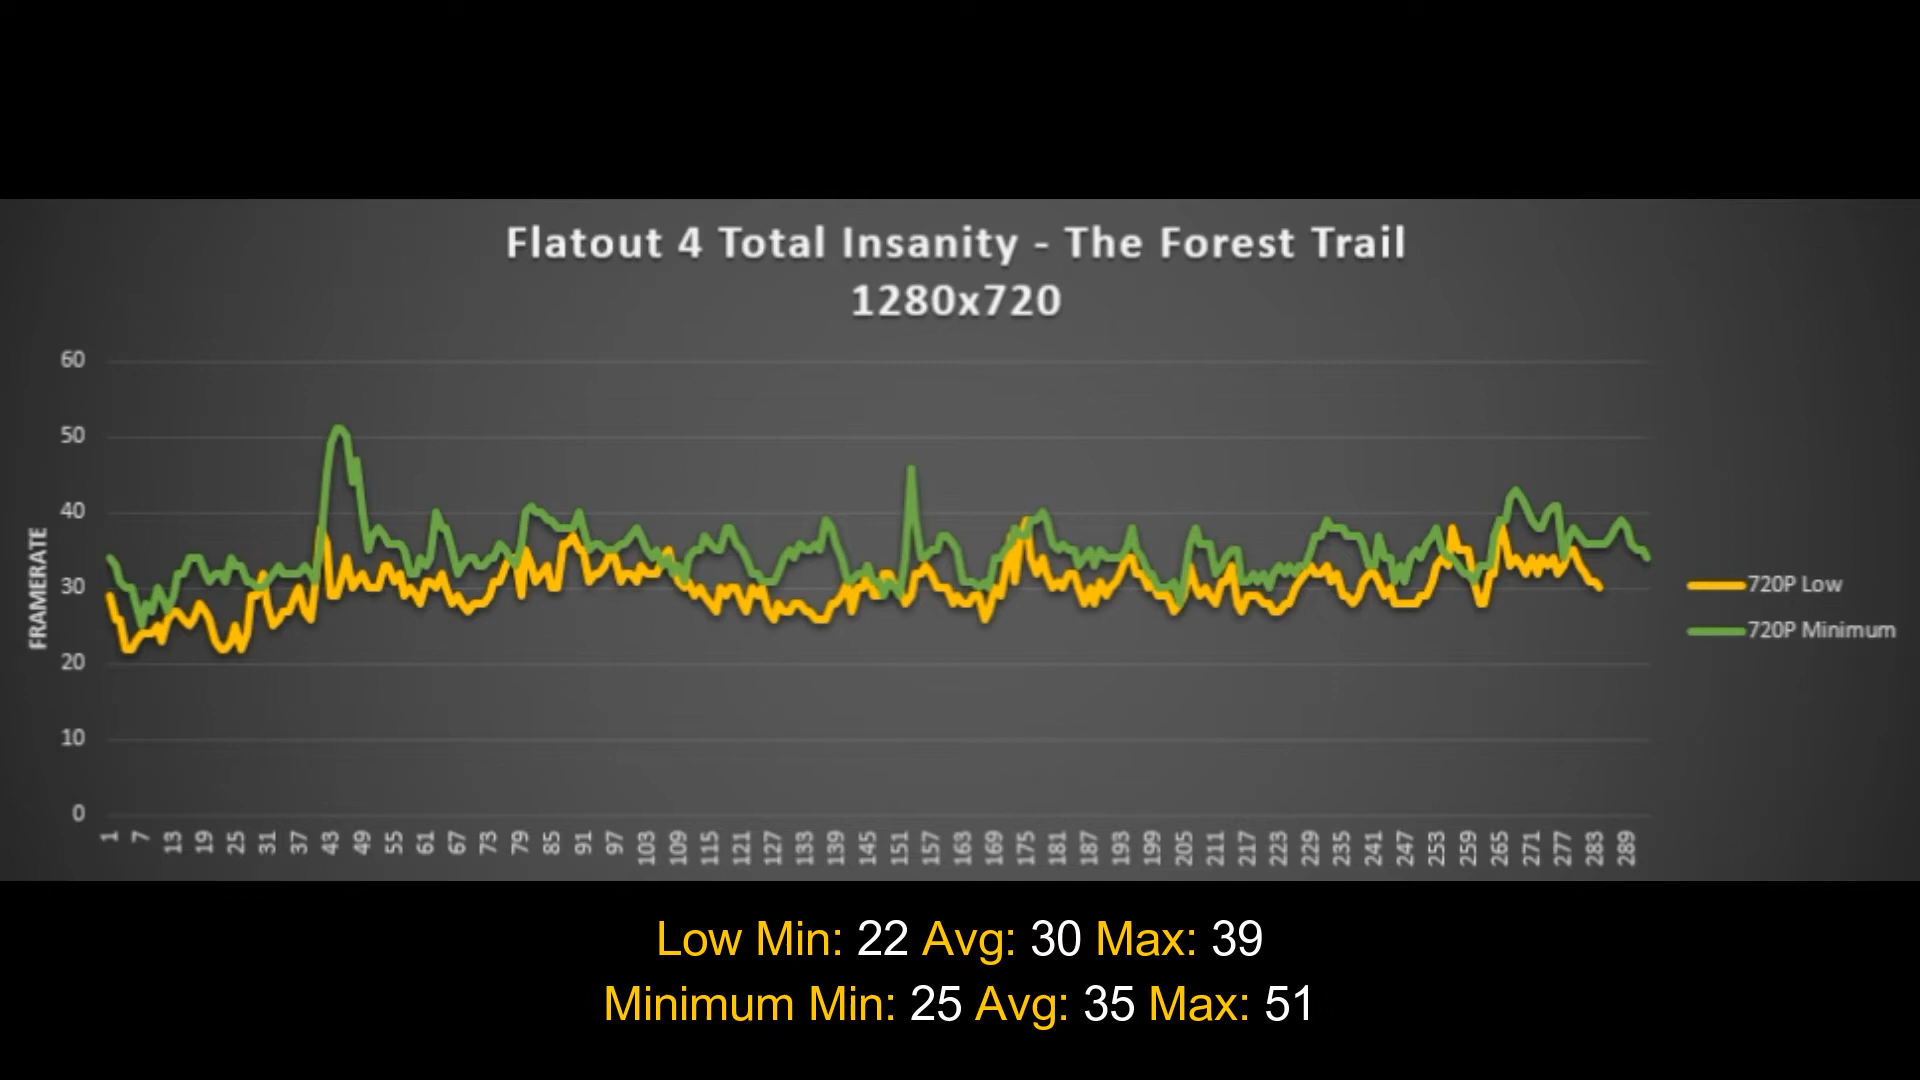 Flatout 4 Total Insanity - The Forest Trail
1280x720
60
50
40
30
20
10
0
FRAMERATE
1 7 13 19 25 31 37 43 49 55 61 67 73 79 85 91 97 103 109 115 121 127 133 139 145 151 157 163 169 175 181 187 193 199 205 211 217 223 229 235 241 247 253 259 265 271 277 283 289
720P Low
720P Minimum
Low Min: 22 Avg: 30 Max: 39
Minimum Min: 25 Avg: 35 Max: 51